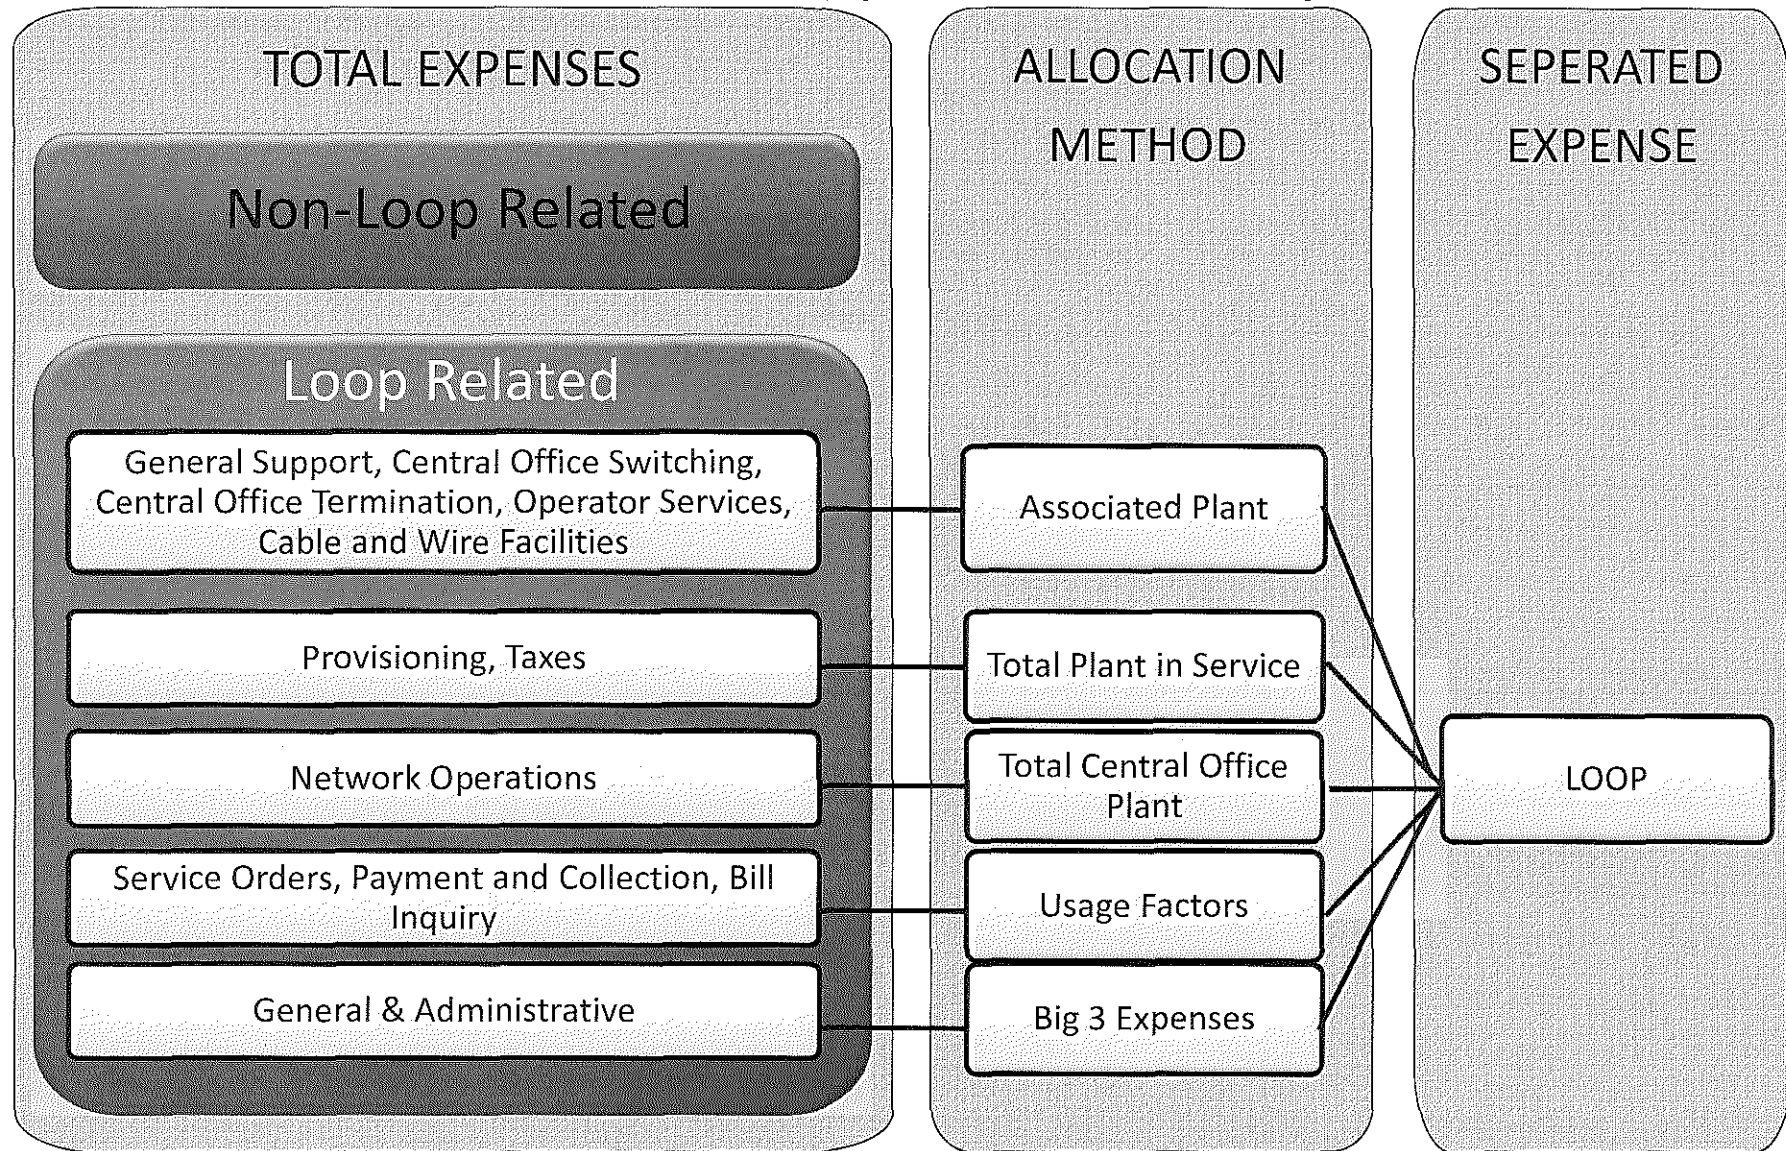 TOTAL EXPENSES
Non-Loop Related
Loop Related
General Support, Central Office Switching,
Central Office Termination, Operator Services,
Cable and Wire Facilities
Provisioning, Taxes
Network Operations
Service Orders, Payment and Collection, Bill
Inquiry
General & Administrative
ALLOCATION
METHOD
Associated Plant
Total Plant in Service
Total Central Office
Plant
Usage Factors
Big 3 Expenses
SEPERATED
EXPENSE
LOOP